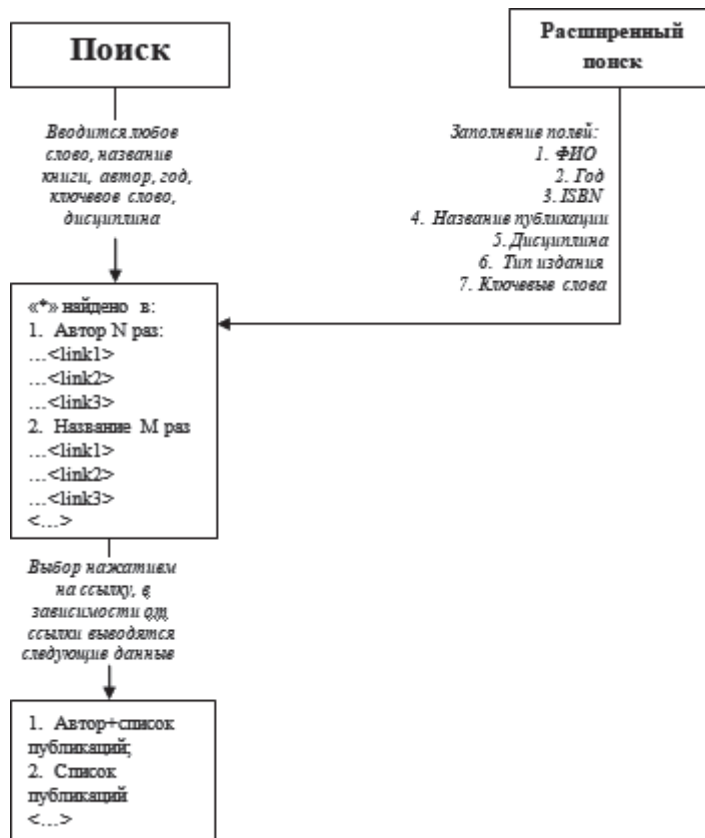 Поиск
Вводится любое
слово, название
книги, автор, год,
ключевое слово,
дисциплина
Расширенный
поиск
Заполнение полей:
1. ФИО
2. Год
3. ISBN
4. Название публикации
5. Дисциплина
6. Тип издания
7. Ключевые слова
«*» найдено в:
1. Автор N раз:
...<link1>
...<link2>
...<link3>
2. Название M раз
...<link1>
...<link2>
...<link3>
<...>
Выбор нажатием
на ссылку, в
зависимости от
ссылки выводятся
следующие данные
1. Автор+список
публикаций;
2. Список
публикаций
<...>